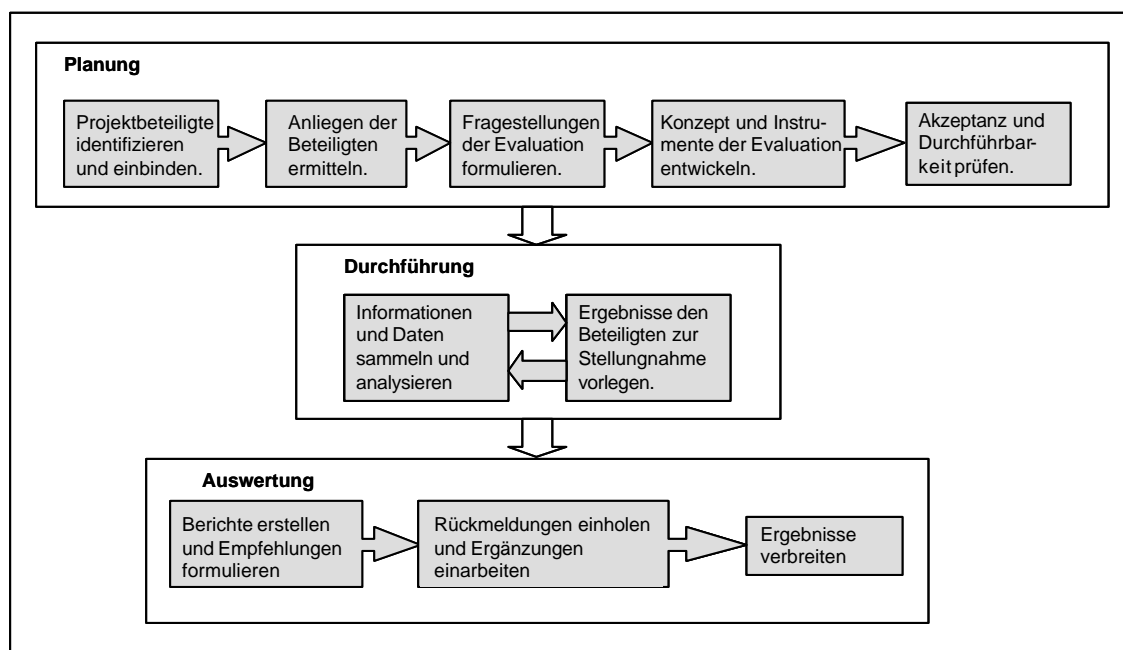 Planung
Projektbeteiligte
identifizieren
und einbinden.
Anliegen der
Beteiligten
ermitteln.
Fragestellungen
der Evaluation
formulieren.
Konzept und Instru-
mente der Evaluation
entwickeln.
Akzeptanz und
Durchführbar-
keit prüfen.
Durchführung
Informationen
und Daten
sammeln und
analysieren
Ergebnisse den
Beteiligten zur
Stellungnahme
vorlegen.
Auswertung
Berichte erstellen
und Empfehlungen
formulieren
Rückmeldungen einholen
und Ergänzungen
einarbeiten
Ergebnisse
verbreiten